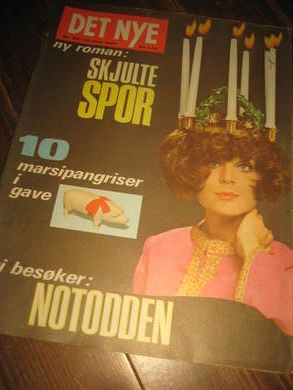 DET NYE
ny roman:
SKJULTE
SPOR
10
marsipangriser
i
gave
i besøker:
NOTODDEN